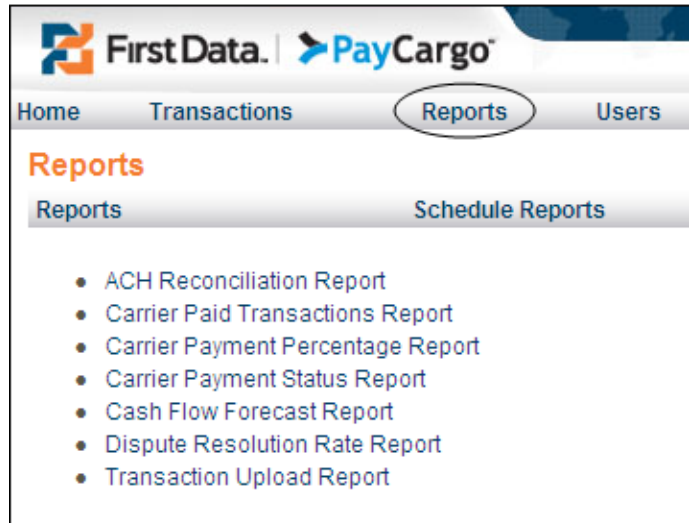 First Data. PayCargo
Home Transactions Reports Users
Reports
Reports Schedule Reports
ACH Reconciliation Report
Carrier Paid Transactions Report
Carrier Payment Percentage Report
Carrier Payment Status Report
Cash Flow Forecast Report
Dispute Resolution Rate Report
Transaction Upload Report